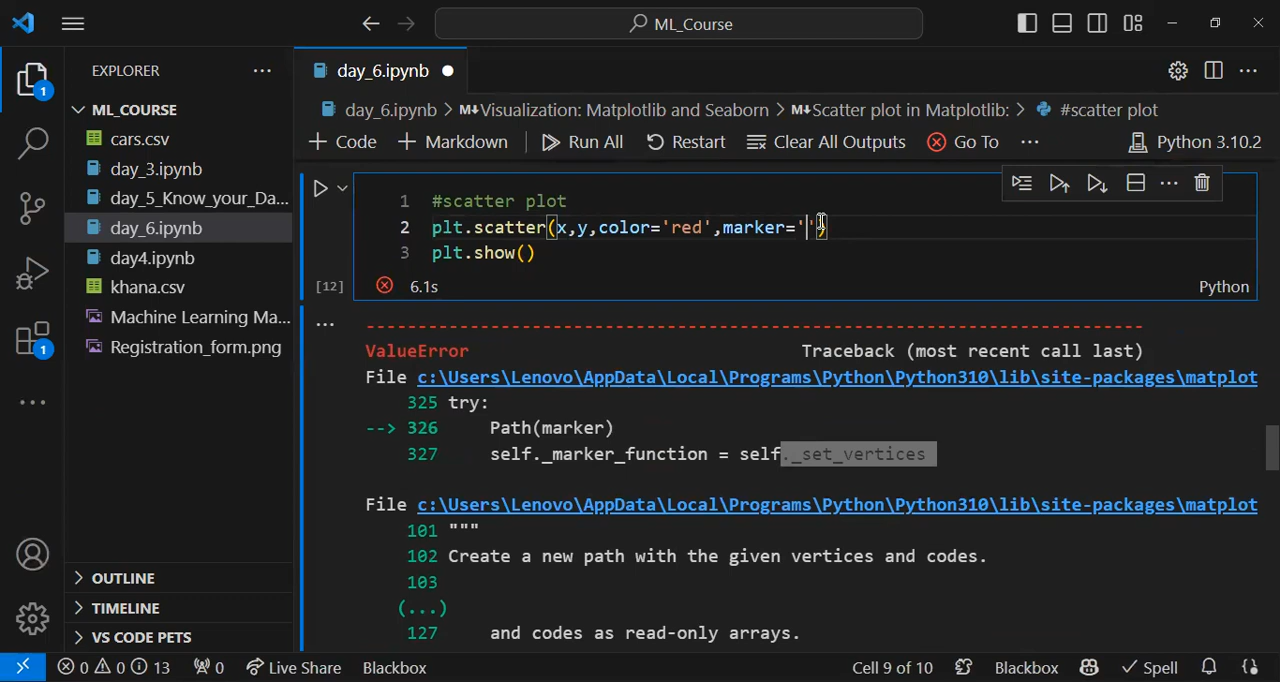 ML_Course
EXPLORER
ML_COURSE
cars.csv
day_3.ipynb
day_5_Know_your_Da...
day_6.ipynb
day4.ipynb
khana.csv
Machine Learning Ma...
Registration_form.png
OUTLINE
TIMELINE
VS CODE PETS
1
1
day_6.ipynb
day_6.ipynb > Visualization: Matplotlib and Seaborn > Scatter plot in Matplotlib: > #scatter plot
Code Markdown Run All Restart Clear All Outputs Go To ... Python 3.10.2
1 #scatter plot
2 plt.scatter(x,y,color='red',marker='')
3 plt.show()
[12] 6.1s Python
---------------------------------------------------------------------------
ValueError Traceback (most recent call last)
File c:\Users\Lenovo\AppData\Local\Programs\Python\Python310\lib\site-packages\matplot
325 try:
--> 326 Path(marker)
327 self._marker_function = self._set_vertices
File c:\Users\Lenovo\AppData\Local\Programs\Python\Python310\lib\site-packages\matplot
101 """
102 Create a new path with the given vertices and codes.
103
(...)
127 and codes as read-only arrays.
0 0 13 0 Live Share Blackbox Cell 9 of 10 Blackbox Spell